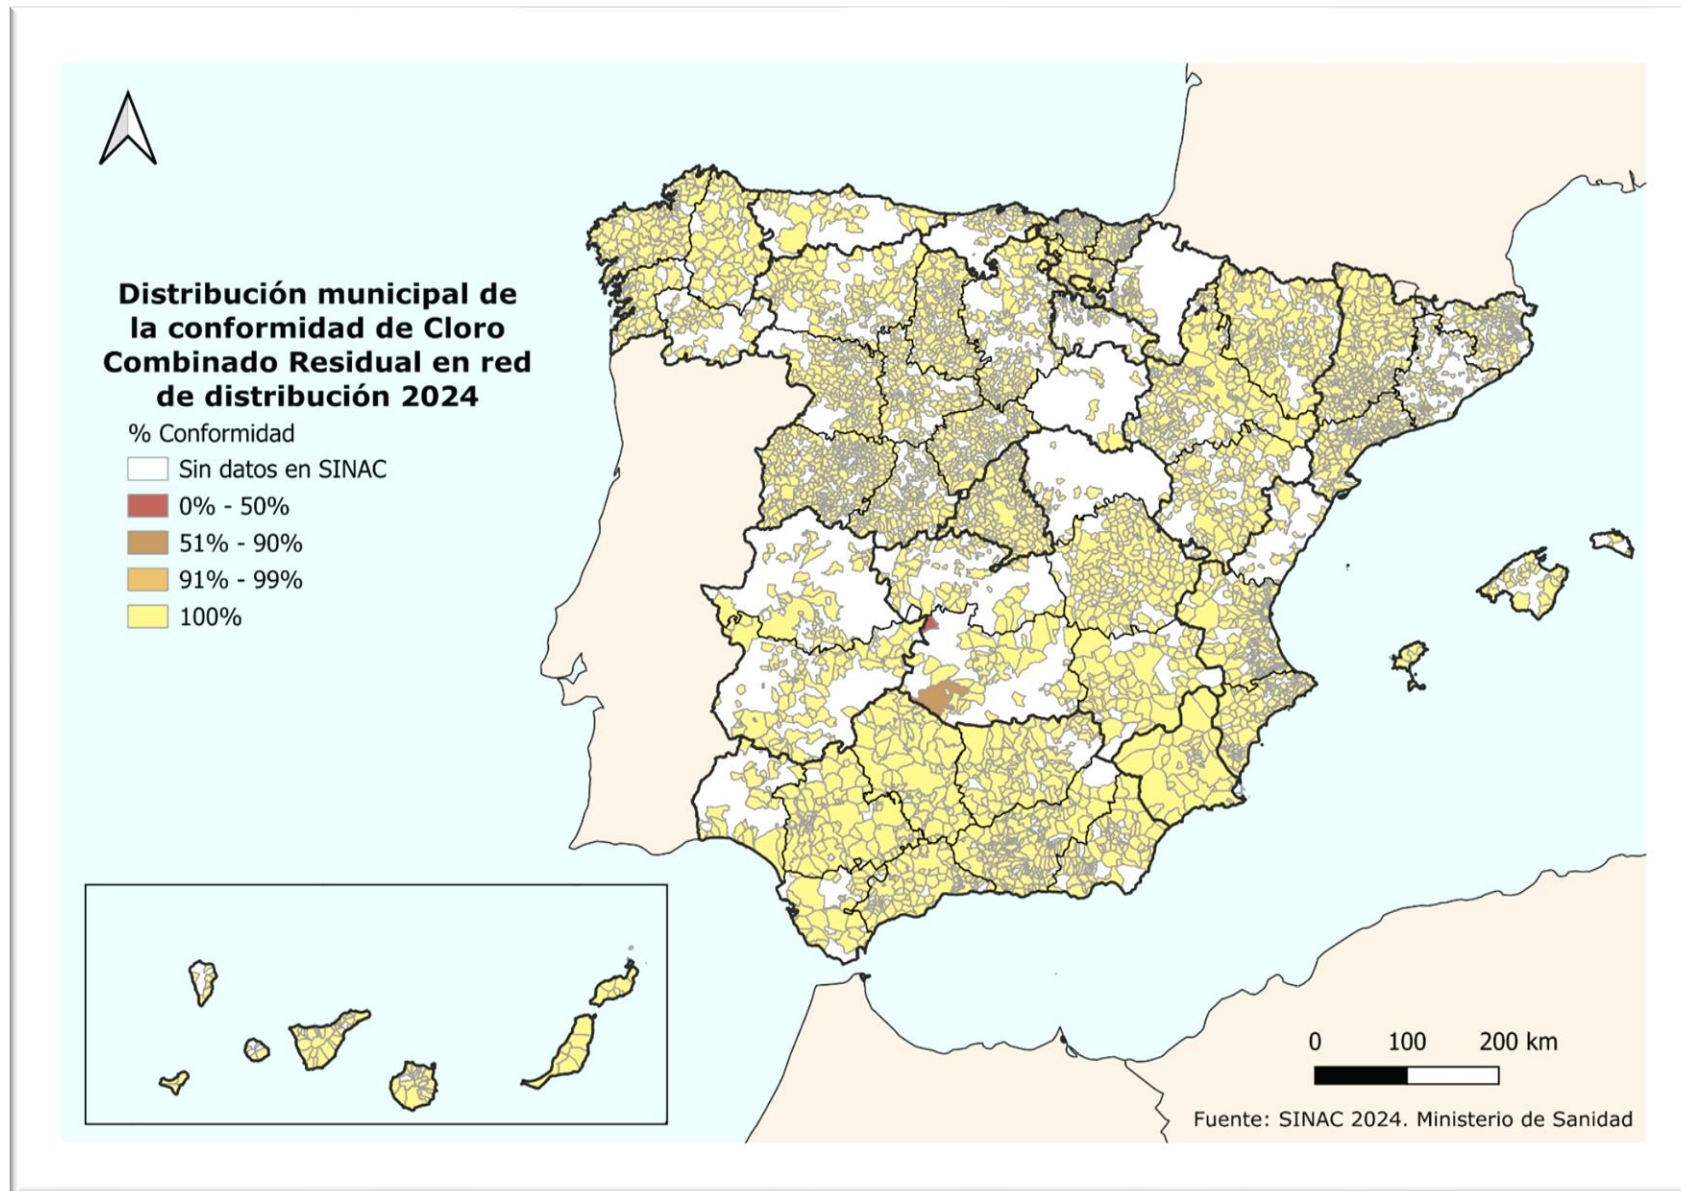 Distribución municipal de
la conformidad de Cloro
Combinado Residual en red
de distribución 2024
% Conformidad
Sin datos en SINAC
0% - 50%
51% - 90%
91% - 99%
100%
0 100 200 km
Fuente: SINAC 2024. Ministerio de Sanidad